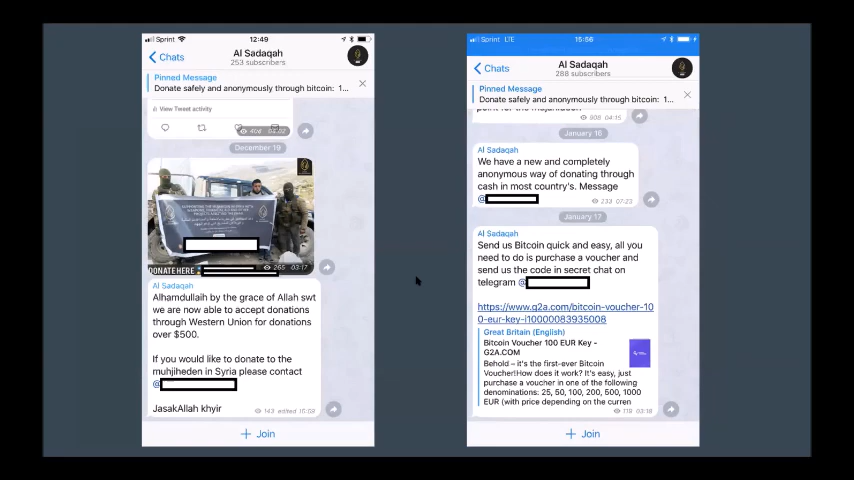 Sprint
12:49
Chats
Al Sadaqah
253 subscribers
Pinned Message
Donate safely and anonymously through bitcoin: 1...
View Tweet activity
408 04:02
December 19
DONATE HERE
265 03:17
Al Sadaqah
Alhamdullaih by the grace of Allah swt
we are now able to accept donations
through Western Union for donations
over $500.
If you would like to donate to the
muhjiheden in Syria please contact
@
JasakAllah khyir
143 edited 15:59
+ Join
Sprint LTE
15:56
Chats
Al Sadaqah
288 subscribers
Pinned Message
Donate safely and anonymously through bitcoin: 1...
908 04:15
January 16
Al Sadaqah
We have a new and completely
anonymous way of donating through
cash in most country's. Message
@
233 07:23
January 17
Al Sadaqah
Send us Bitcoin quick and easy, all you
need to do is purchase a voucher and
send us the code in secret chat on
telegram @
https://www.g2a.com/bitcoin-voucher-10
0-eur-key-i10000083935008
Great Britain (English)
Bitcoin Voucher 100 EUR Key -
G2A.COM
Behold – it's the first-ever Bitcoin
Voucher!How does it work? It's easy, just
purchase a voucher in one of the following
denominations: 25, 50, 100, 200, 500, 1000
EUR (with price depending on the curren
119 03:18
+ Join